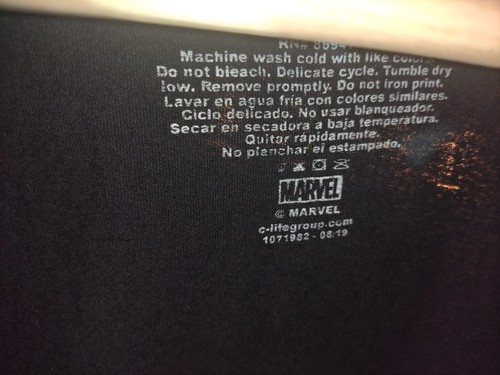 RN#
Machine wash cold with like
Do not bleach. Delicate cycle. Tumble dry
low. Remove promptly. Do not iron print.
Lavar en agua fría con colores similares.
Ciclo delicado. No usar blanqueador.
Secar en secadora a baja temperatura.
Quitar rápidamente.
No planchar el estampado.
MARVEL
© MARVEL
c-lifegroup.com
1071982 - 08/19